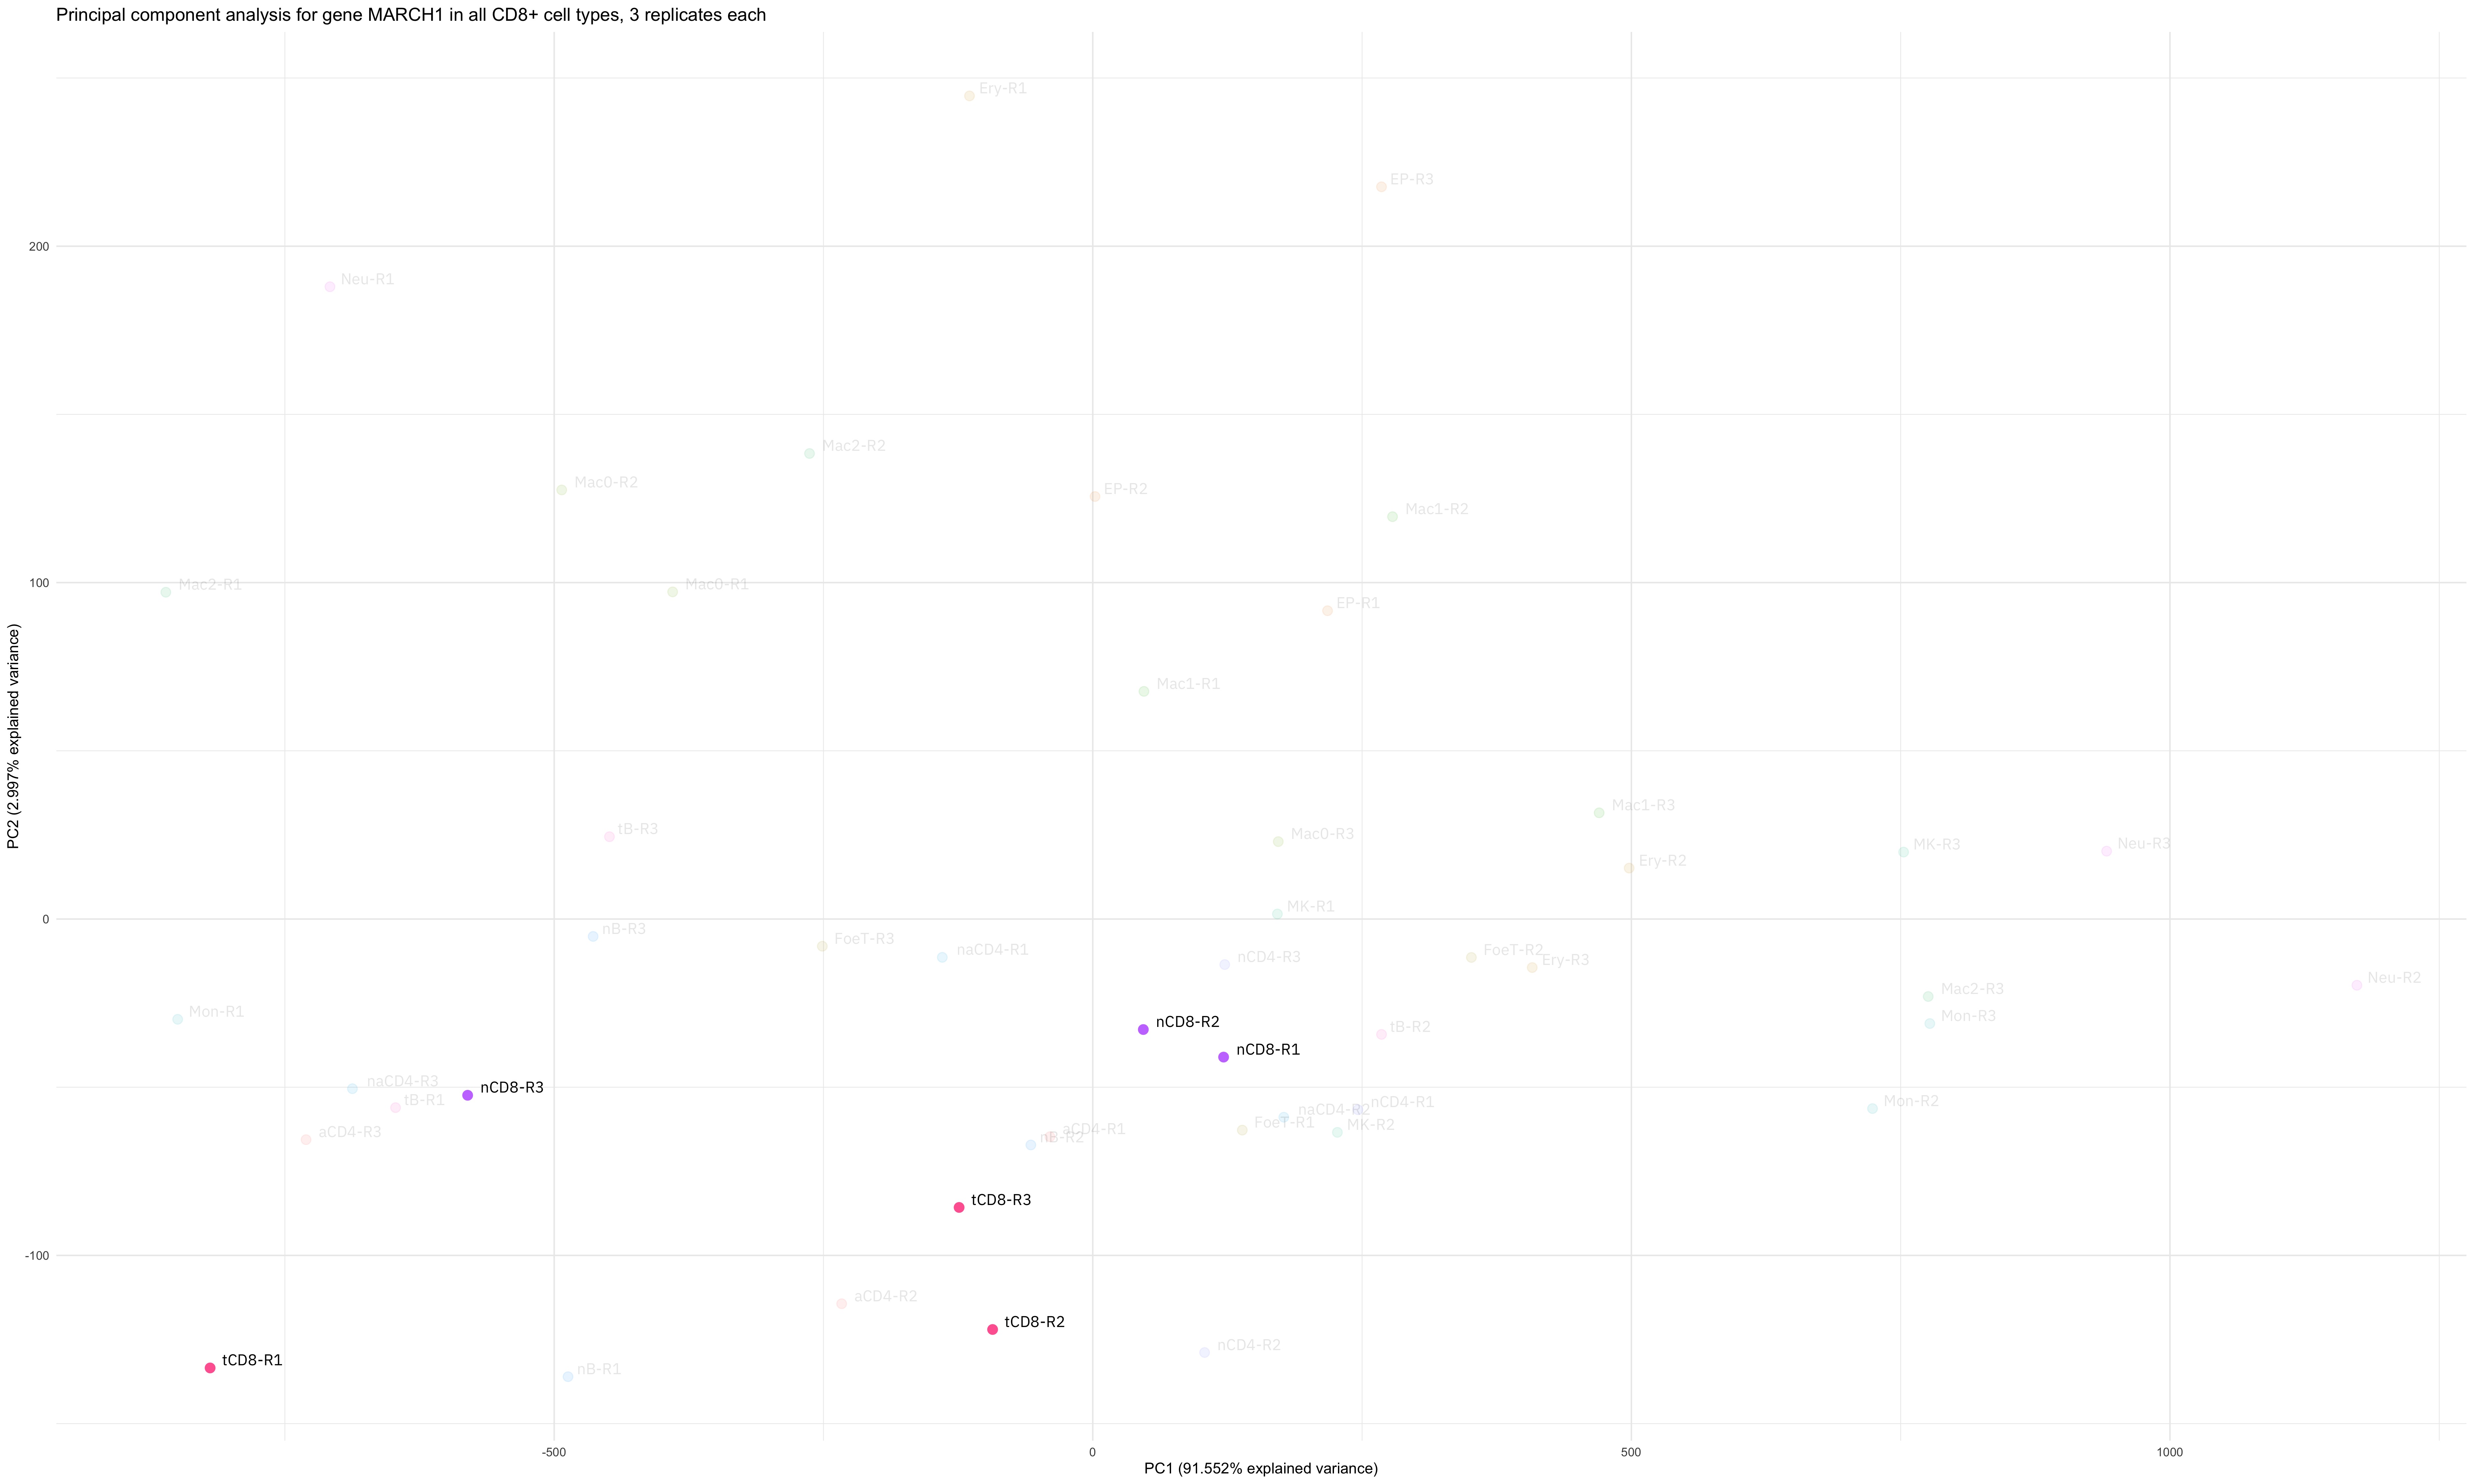 Principal component analysis for gene MARCH1 in all CD8+ cell types, 3 replicates each
Ery-R1
EP-R3
200
Neu-R1
Mac2-R2
Mac0-R2
EP-R2
Mac1-R2
100
Mac2-R1
Mac0-R1
EP-R1
Mac1-R1
PC2 (2.997% explained variance)
Mac1-R3
tB-R3
Mac0-R3
MK-R3
Neu-R3
Ery-R2
0
MK-R1
nB-R3
FoeT-R3
naCD4-R1
nCD4-R3
FoeT-R2
Ery-R3
Neu-R2
Mac2-R3
Mon-R1
Mon-R3
nCD8-R2
tB-R2
nCD8-R1
naCD4-R3
nCD8-R3
tB-R1
nCD4-R1
Mon-R2
naCD4-R2
FoeT-R1
MK-R2
aCD4-R3
aCD4-R1
nB-R2
tCD8-R3
-100
aCD4-R2
tCD8-R2
nCD4-R2
tCD8-R1
nB-R1
-500
0
500
1000
PC1 (91.552% explained variance)